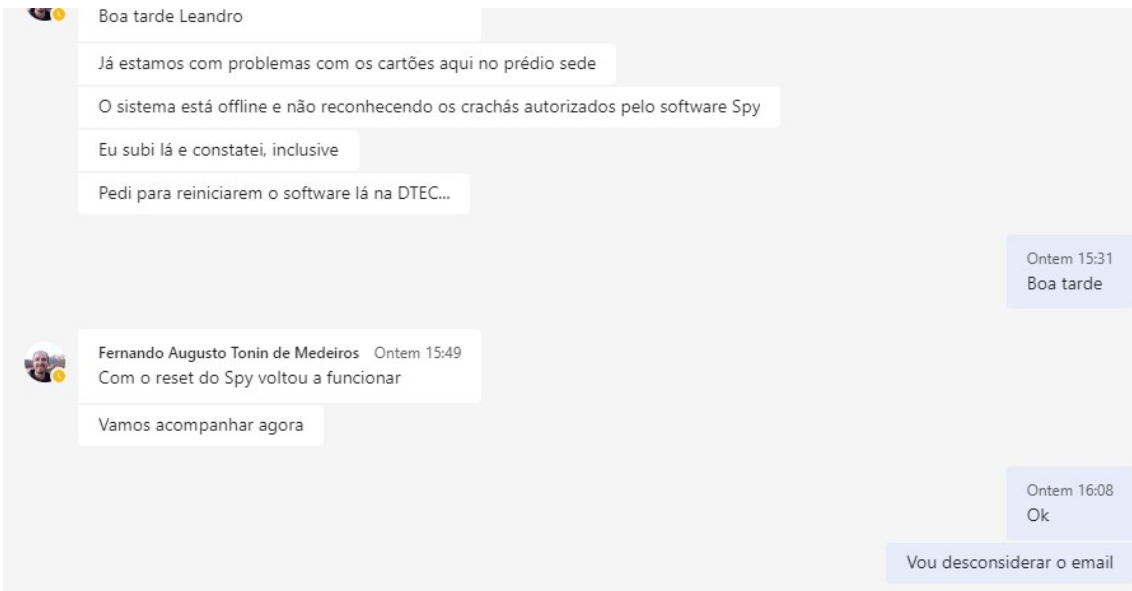 Boa tarde Leandro
Já estamos com problemas com os cartões aqui no prédio sede
O sistema está offline e não reconhecendo os crachás autorizados pelo software Spy
Eu subi lá e constatei, inclusive
Pedi para reiniciarem o software lá na DTEC...
Ontem 15:31
Boa tarde
Fernando Augusto Tonin de Medeiros Ontem 15:49
Com o reset do Spy voltou a funcionar
Vamos acompanhar agora
Ontem 16:08
Ok
Vou desconsiderar o email